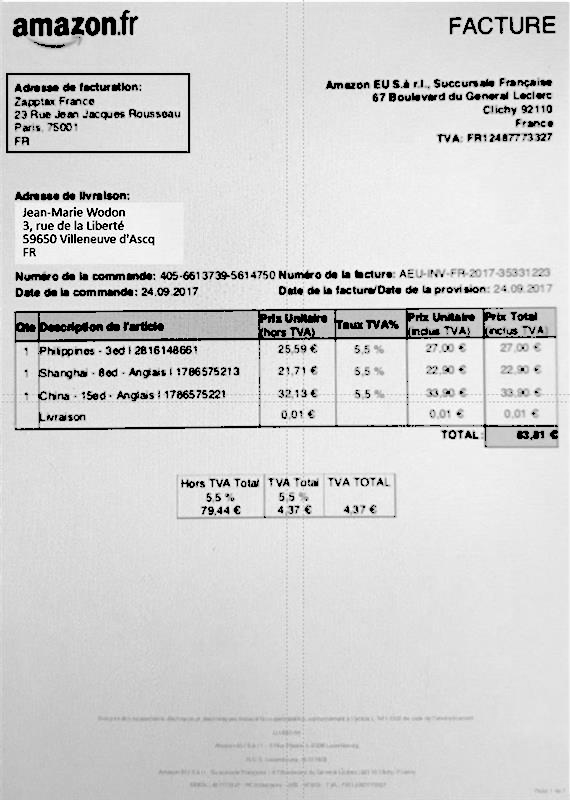 amazon.fr
FACTURE
Adresse de facturation:
Zapptax France
23 Rue Jean Jacques Rousseau
Paris, 75001
FR
Amazon EU S.à r.l., Succursale Française
67 Boulevard du General Leclerc
Clichy 92110
France
TVA: FR12487773327
Adresse de livraison:
Jean-Marie Wodon
3, rue de la Liberté
59650 Villeneuve d'Ascq
FR
Numéro de la commande: 405-6613739-5614750 Numéro de la facture: AEU-INV-FR-2017-35331223
Date de la commande: 24.09.2017 Date de la facture/Date de la provision: 24.09.2017
Qte Description de l'article Prix Unitaire (hors TVA) Taux TVA% Prix Unitaire (inclus TVA) Prix Total (inclus TVA)
1 Philippines - 3ed | 2816148661 25,59 € 5,5 % 27,00 € 27,00 €
1 Shanghai - 8ed - Anglais | 1786575213 21,71 € 5,5 % 22,90 € 22,90 €
1 China - 15ed - Anglais | 1786575221 32,13 € 5,5 % 33,90 € 33,90 €
Livraison 0,01 € 0,01 € 0,01 €
TOTAL: 83,81 €
Hors TVA Total TVA Total TVA TOTAL
5,5 % 5,5 %
79,44 € 4,37 € 4,37 €